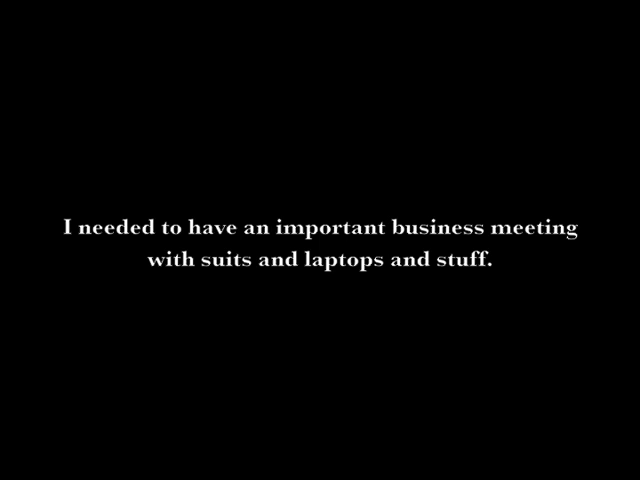 I needed to have an important business meeting
with suits and laptops and stuff.